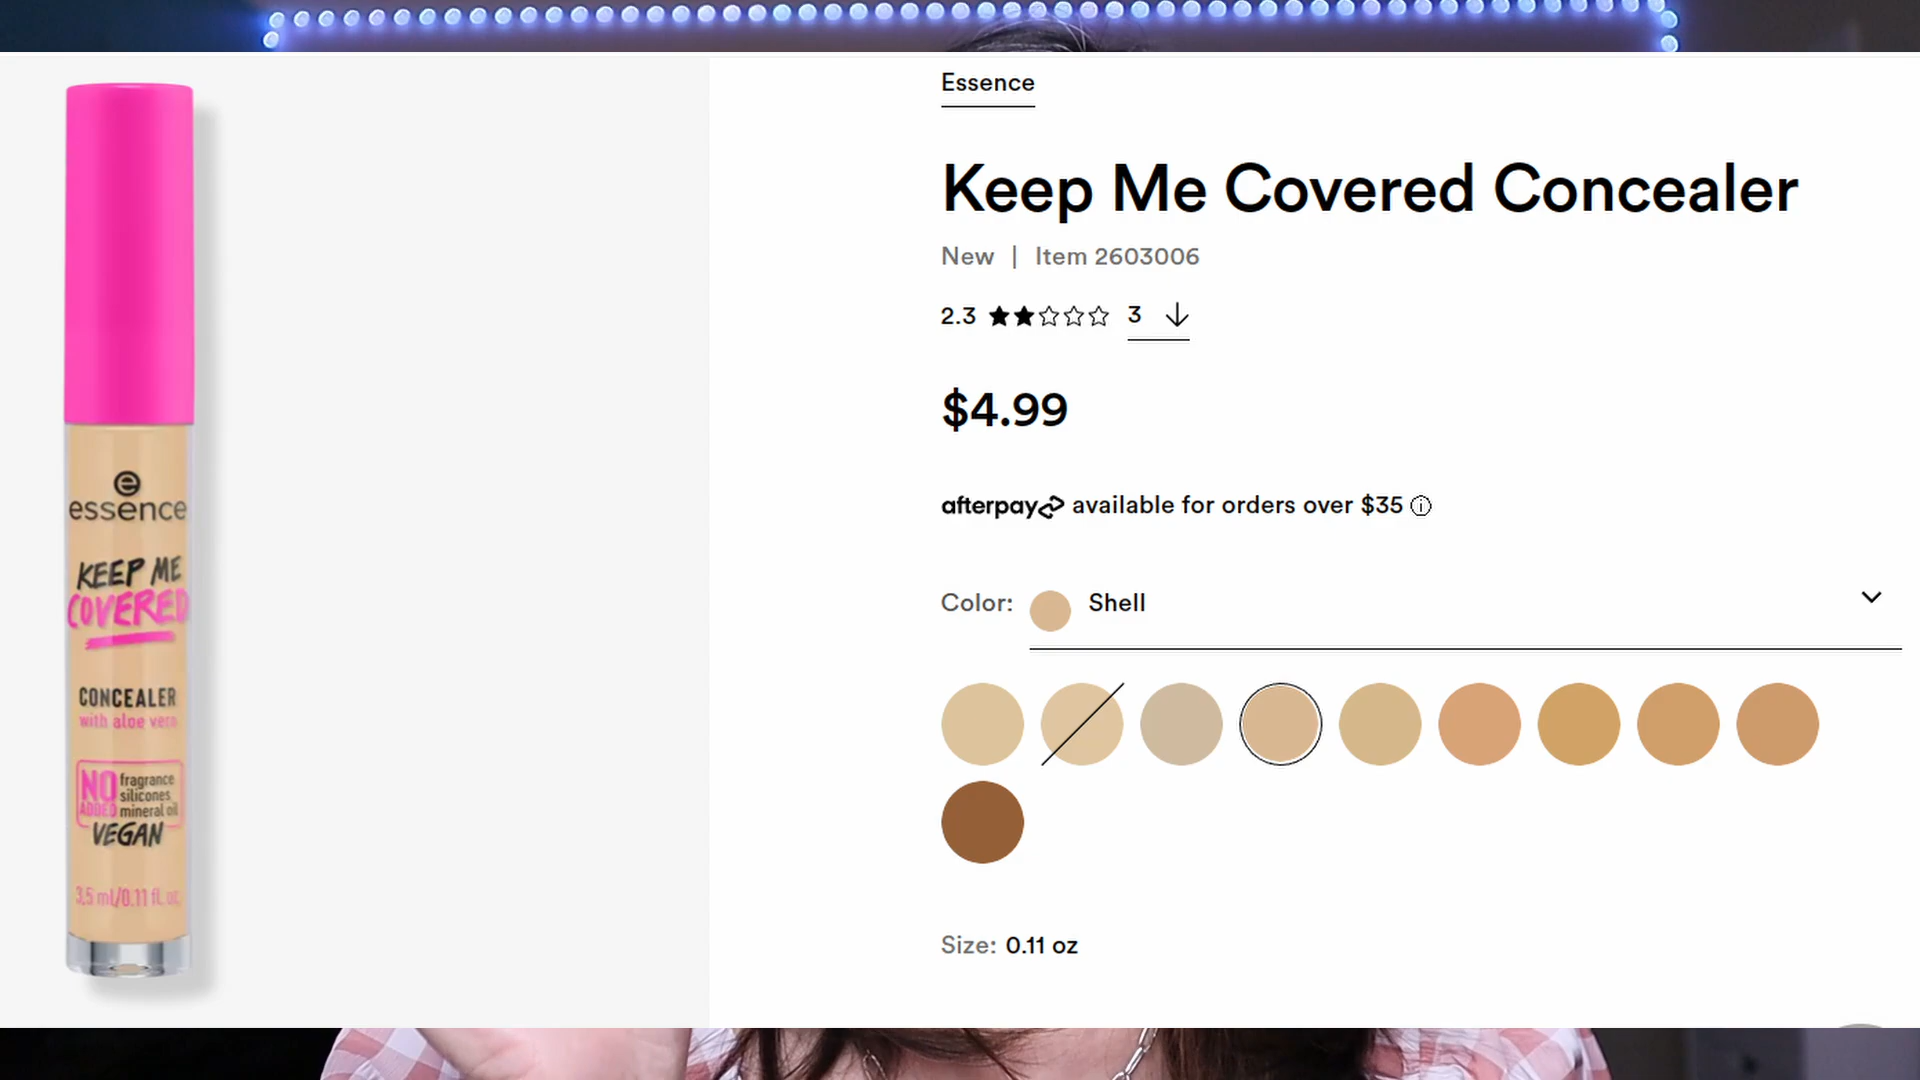 Essence
Keep Me Covered Concealer
New | Item 2603006
2.3 3
$4.99
afterpay available for orders over $35
Color: Shell
Size: 0.11 oz
e
essence
KEEP ME
COVERED
CONCEALER
with aloe vera
NO ADDED
fragrance
silicones
mineral oil
VEGAN
3,5 ml/0.11 fl. oz.